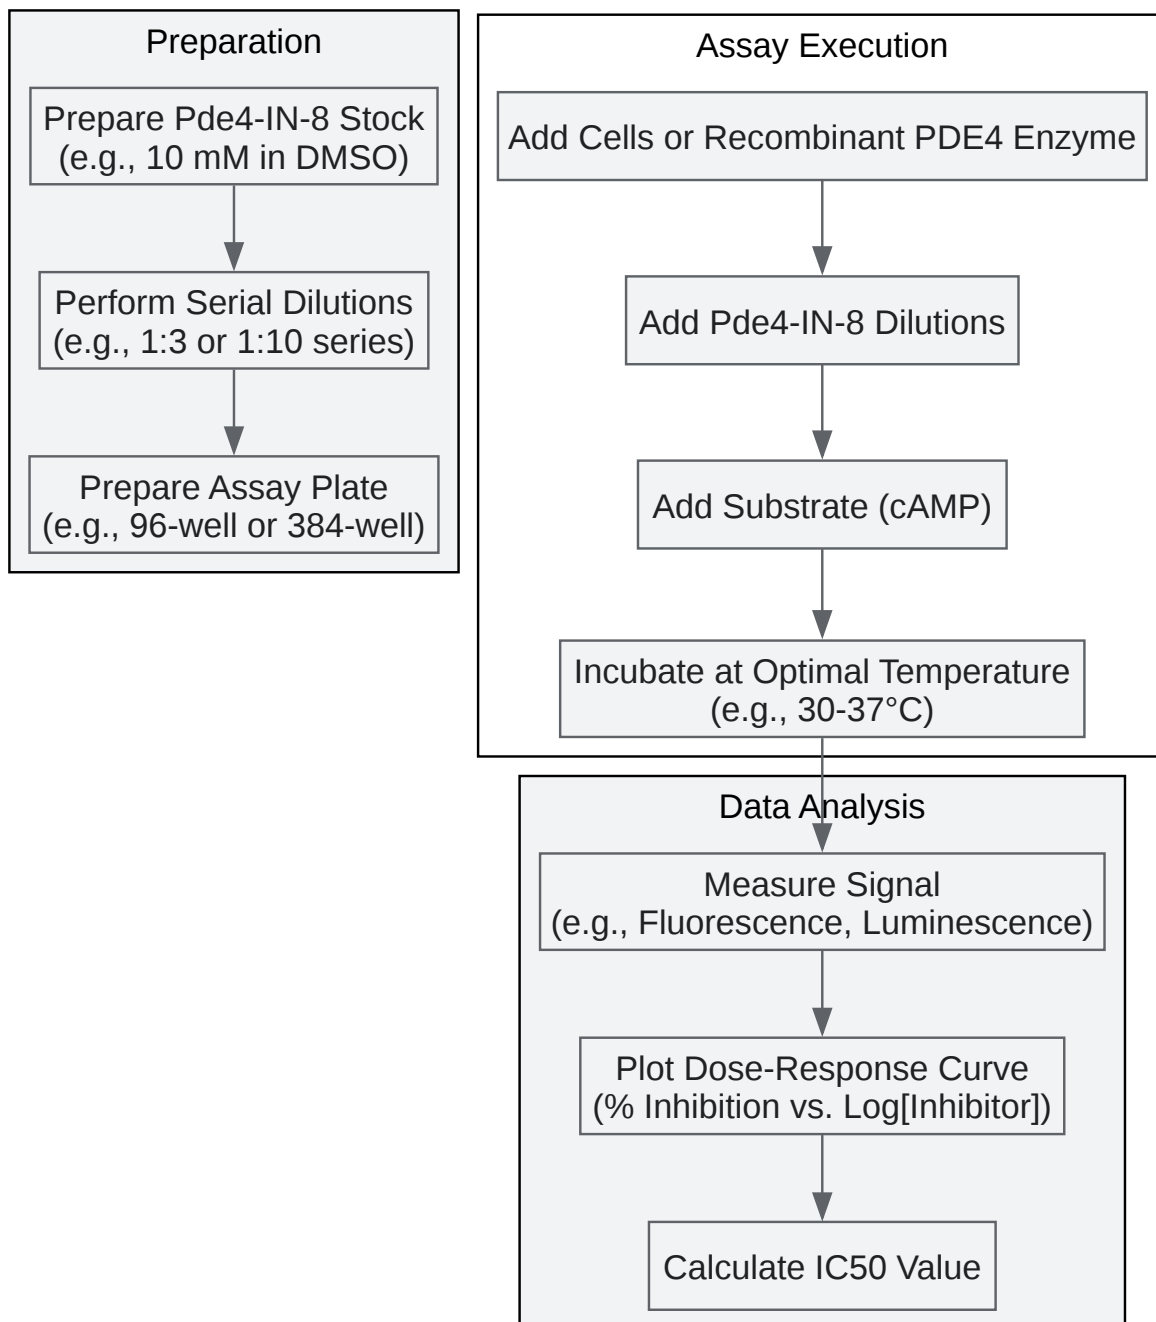 Preparation
Prepare Pde4-IN-8 Stock
(e.g., 10 mM in DMSO)
Perform Serial Dilutions
(e.g., 1:3 or 1:10 series)
Prepare Assay Plate
(e.g., 96-well or 384-well)
Assay Execution
Add Cells or Recombinant PDE4 Enzyme
Add Pde4-IN-8 Dilutions
Add Substrate (cAMP)
Incubate at Optimal Temperature
(e.g., 30-37°C)
Data Analysis
Measure Signal
(e.g., Fluorescence, Luminescence)
Plot Dose-Response Curve
(% Inhibition vs. Log[Inhibitor])
Calculate IC50 Value